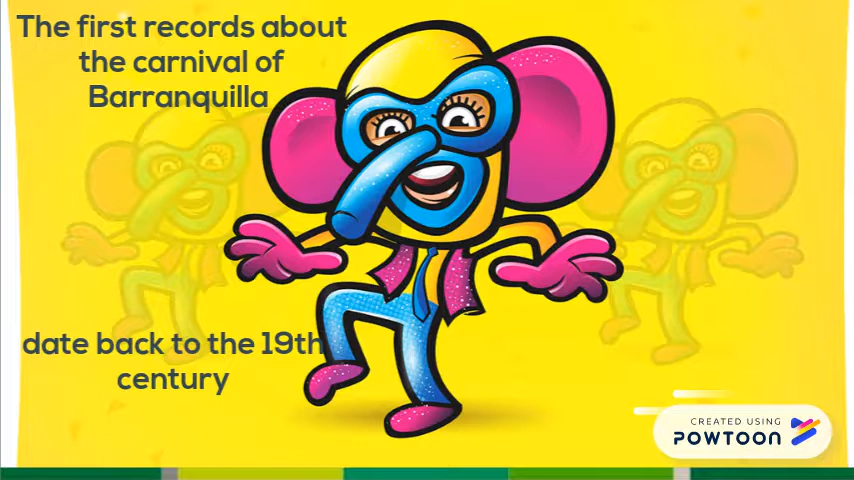 The first records about
the carnival of
Barranquilla
date back to the 19th
century
CREATED USING
POWTOON